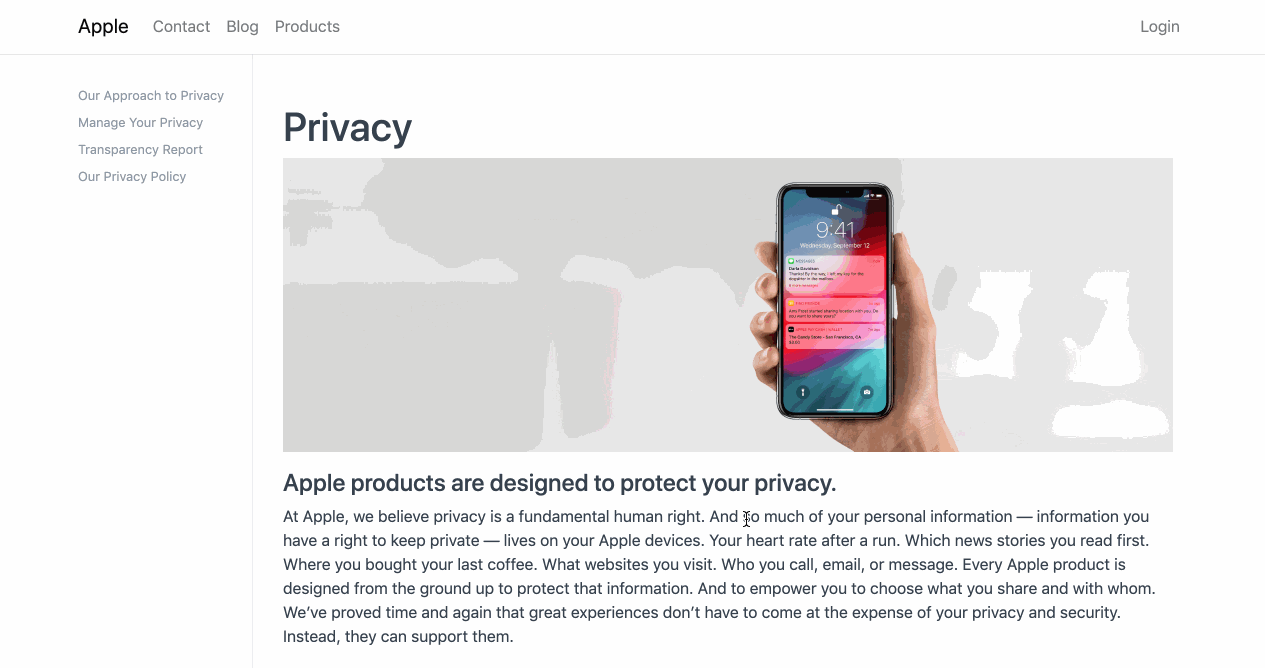 Apple Contact Blog Products Login
Our Approach to Privacy
Manage Your Privacy
Transparency Report
Our Privacy Policy
Privacy
9:41
Wednesday, September 12
MESSAGES
Darla Davidson
Apple products are designed to protect your privacy.
At Apple, we believe privacy is a fundamental human right. And so much of your personal information — information you
have a right to keep private — lives on your Apple devices. Your heart rate after a run. Which news stories you read first.
Where you bought your last coffee. What websites you visit. Who you call, email, or message. Every Apple product is
designed from the ground up to protect that information. And to empower you to choose what you share and with whom.
We’ve proved time and again that great experiences don’t have to come at the expense of your privacy and security.
Instead, they can support them.